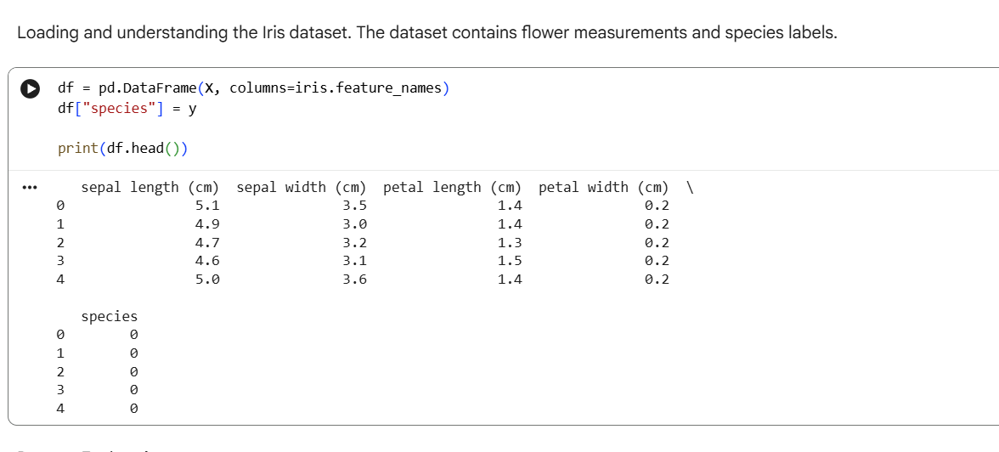 Loading and understanding the Iris dataset. The dataset contains flower measurements and species labels.
df = pd.DataFrame(X, columns=iris.feature_names)
df["species"] = y
print(df.head())
sepal length (cm)  sepal width (cm)  petal length (cm)  petal width (cm)  \
0 5.1 3.5 1.4 0.2
1 4.9 3.0 1.4 0.2
2 4.7 3.2 1.3 0.2
3 4.6 3.1 1.5 0.2
4 5.0 3.6 1.4 0.2
species
0 0
1 0
2 0
3 0
4 0